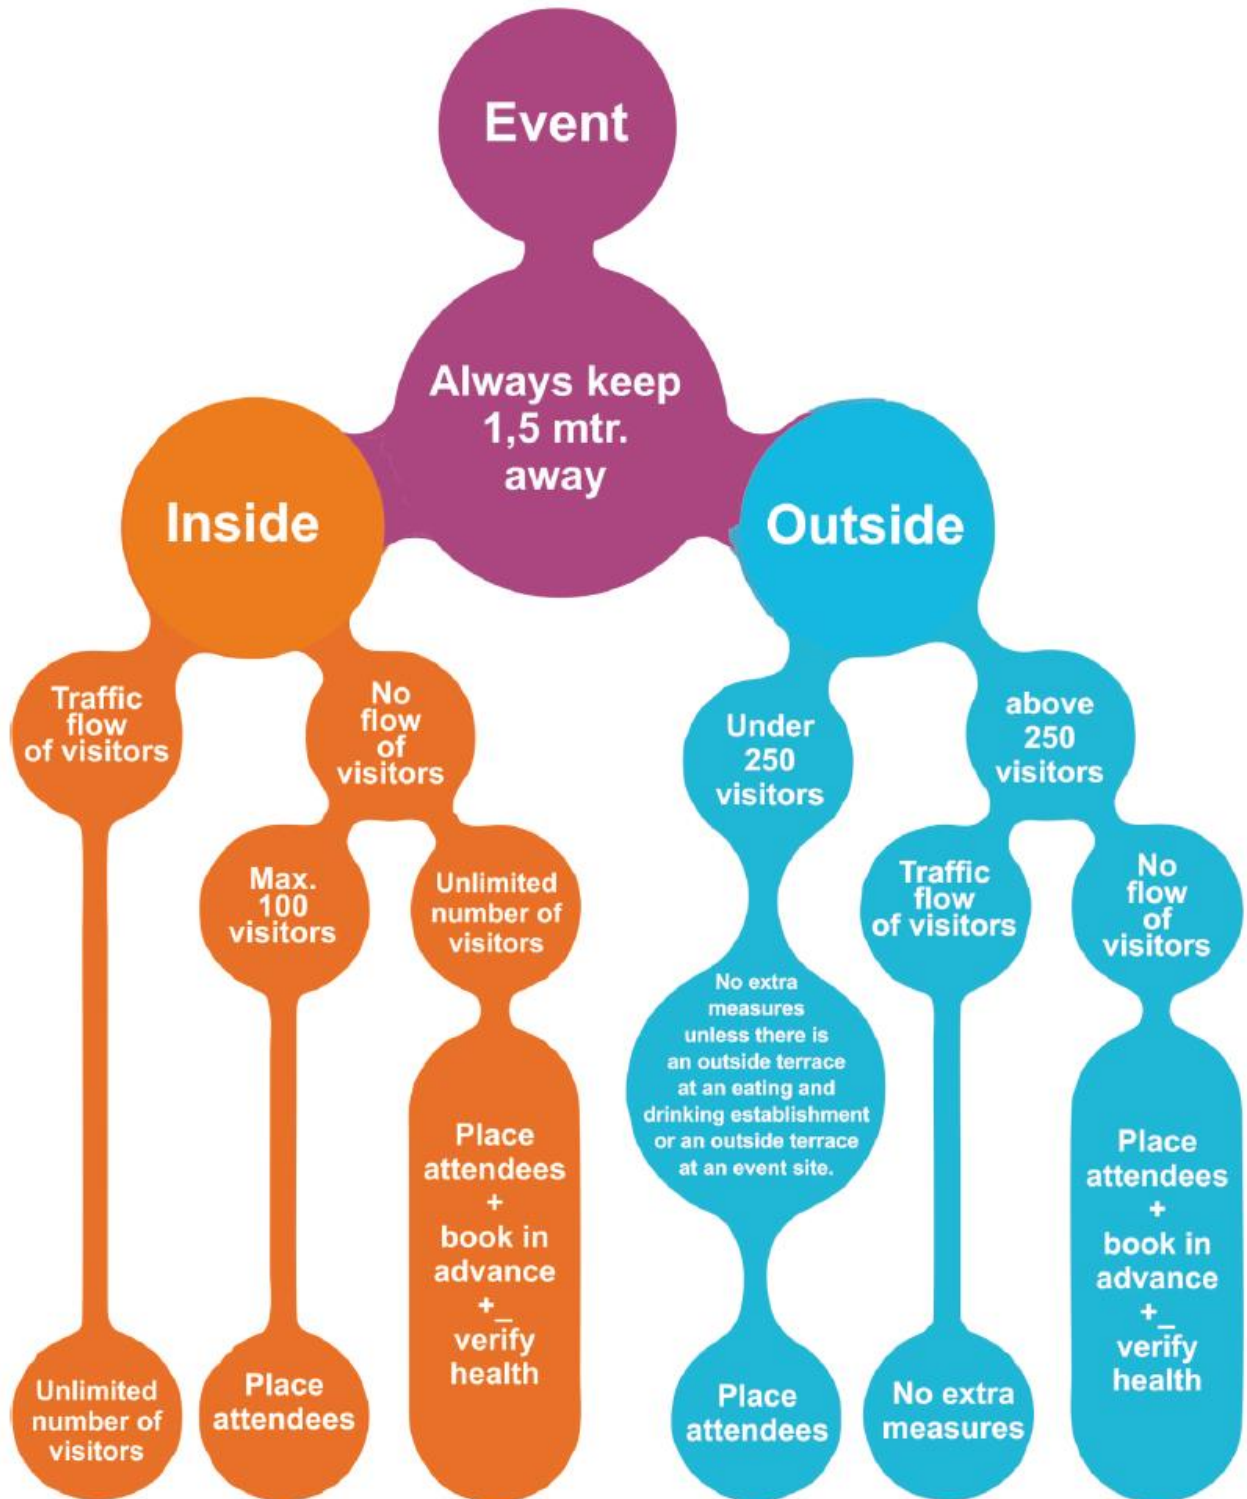 Event
Always keep
1,5 mtr.
away
Inside
Outside
Traffic
flow
of visitors
No
flow
of
visitors
Under
250
visitors
above
250
visitors
Max.
100
visitors
Unlimited
number of
visitors
Traffic
flow
of visitors
No
flow
of
visitors
No extra
measures
unless there is
an outside terrace
at an eating and
drinking establishment
or an outside terrace
at an event site.
Place
attendees
+
book in
advance
+_
verify
health
Place
attendees
+
book in
advance
+_
verify
health
Unlimited
number of
visitors
Place
attendees
Place
attendees
No extra
measures